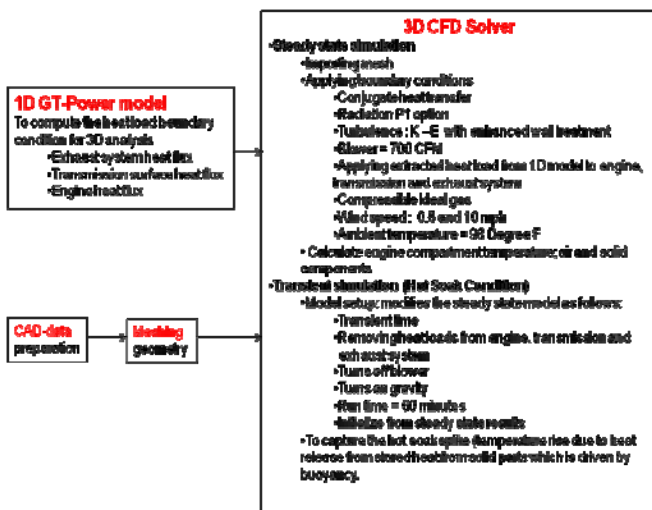 1D GT-Power model
To compute the heat load boundary
condition for 3D analysis
•Exhaust system heat flux
•Transmission surface heat flux
•Engine heat flux
CAD-data
preparation
Meshing
geometry
3D CFD Solver
•Steady state simulation
•Importing mesh
•Applying boundary conditions
•Conjugate heat transfer
•Radiation P1 option
•Turbulence : K –E with enhanced wall treatment
•Blower = 700 CFM
•Applying extracted heat load from 1D model to engine,
transmission and exhaust system
•Compressible ideal gas
•Wind speed : 0,5 and 10 mph
•Ambient temperature = Degree F
• Calculate engine compartment temperature; air and solid
components
•Transient simulation (Hot Soak Condition)
•Model setup: modifies the steady state model as follows:
•Transient time
•Removing heat loads from engine, transmission and
exhaust system
•Turns off blower
•Turns on gravity
•Run time = 60 minutes
•Initialize from steady state results
•To capture the hot soak spike (temperature rise due to heat
release from stored heat from solid parts which is driven by
buoyancy.